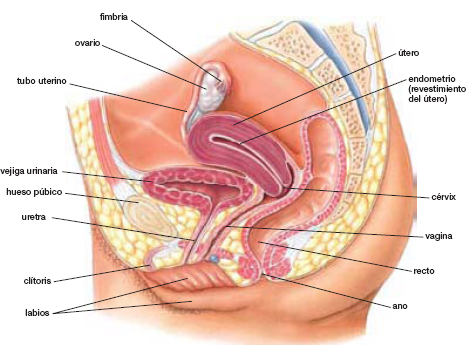 fimbria
ovario
tubo uterino
vejiga urinaria
hueso púbico
uretra
clítoris
labios
útero
endometrio
(revestimiento
del útero)
cérvix
vagina
recto
ano